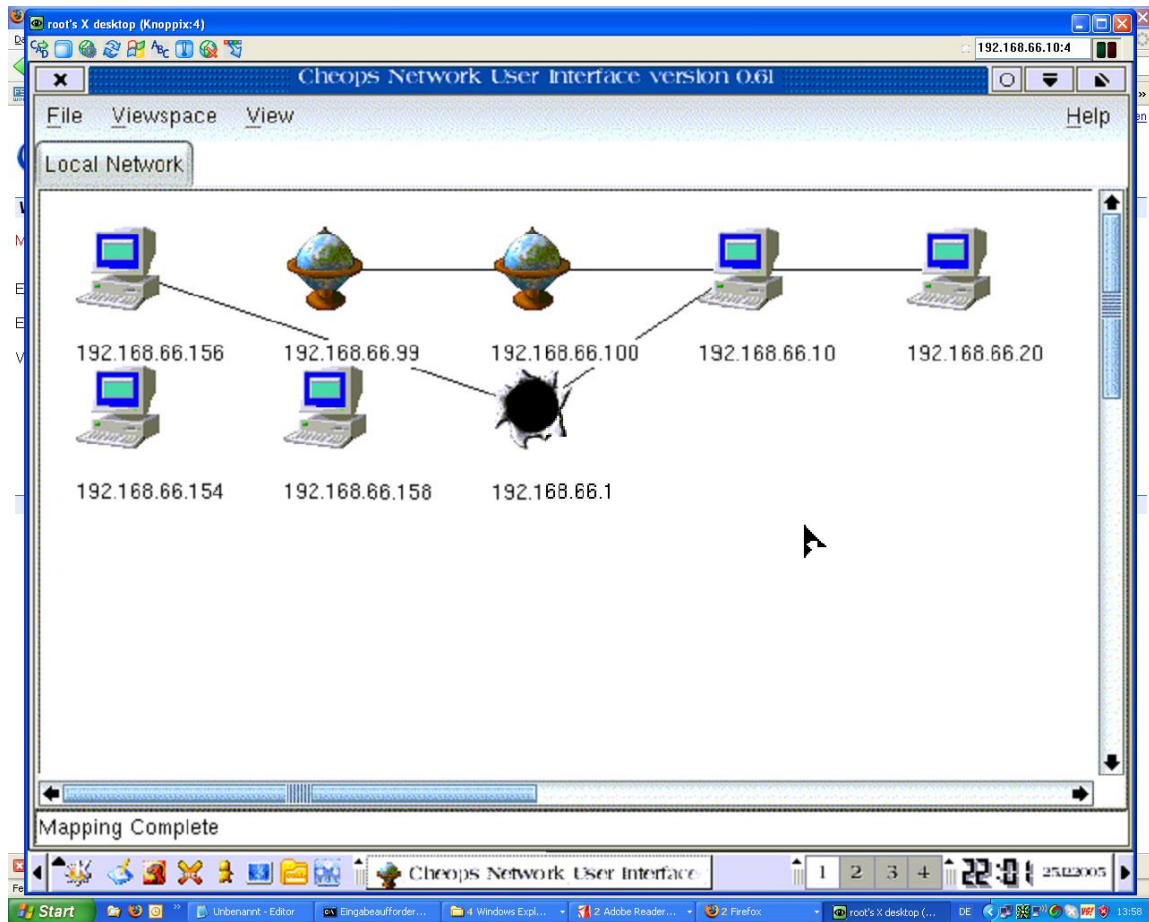 root's X desktop (Knoppix:4)
192.168.66.10:4
Cheops Network User Interface version 0.61
File Viewspace View Help
Local Network
192.168.66.156 192.168.66.99 192.168.66.100 192.168.66.10 192.168.66.20
192.168.66.154 192.168.66.158 192.168.66.1
Mapping Complete
Cheops Network User Interface
1 2 3 4
25.12.2005
Start
Unbenannt - Editor
Eingabeaufforder...
4 Windows Expl...
2 Adobe Reader...
2 Firefox
root's X desktop (...
DE
13:58